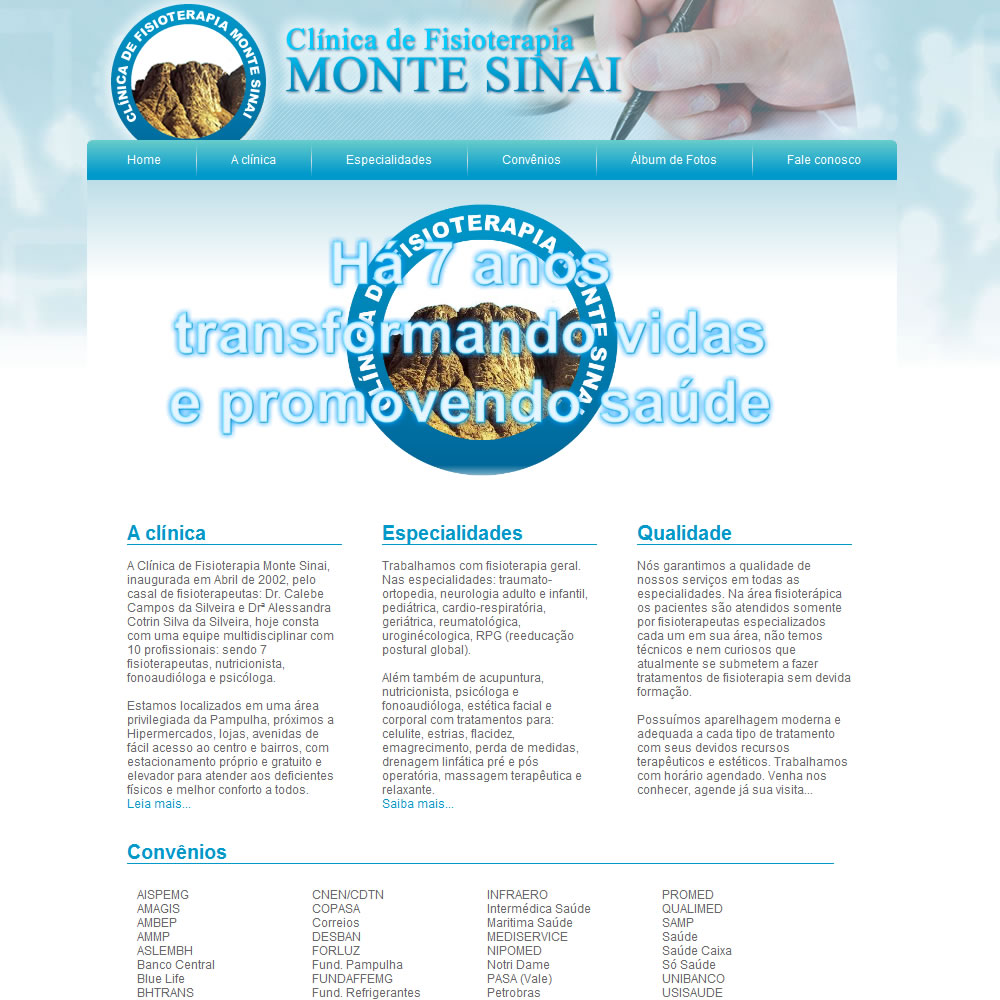 CLÍNICA DE FISIOTERAPIA MONTE SINAI
Clínica de Fisioterapia
MONTE SINAI
Home
A clínica
Especialidades
Convênios
Álbum de Fotos
Fale conosco
CLÍNICA DE FISIOTERAPIA MONTE SINAI
Há 7 anos
transformando vidas
e promovendo saúde
A clínica
A Clínica de Fisioterapia Monte Sinai,
inaugurada em Abril de 2002, pelo
casal de fisioterapeutas: Dr. Calebe
Campos da Silveira e Drª Alessandra
Cotrin Silva da Silveira, hoje consta
com uma equipe multidisciplinar com
10 profissionais: sendo 7
fisioterapeutas, nutricionista,
fonoaudióloga e psicóloga.
Estamos localizados em uma área
privilegiada da Pampulha, próximos a
Hipermercados, lojas, avenidas de
fácil acesso ao centro e bairros, com
estacionamento próprio e gratuito e
elevador para atender aos deficientes
físicos e melhor conforto a todos.
Leia mais...
Especialidades
Trabalhamos com fisioterapia geral.
Nas especialidades: traumato-
ortopedia, neurologia adulto e infantil,
pediátrica, cardio-respiratória,
geriátrica, reumatológica,
uroginécologica, RPG (reeducação
postural global).
Além também de acupuntura,
nutricionista, psicóloga e
fonoaudióloga, estética facial e
corporal com tratamentos para:
celulite, estrias, flacidez,
emagrecimento, perda de medidas,
drenagem linfática pré e pós
operatória, massagem terapêutica e
relaxante.
Saiba mais...
Qualidade
Nós garantimos a qualidade de
nossos serviços em todas as
especialidades. Na área fisioterápica
os pacientes são atendidos somente
por fisioterapeutas especializados
cada um em sua área, não temos
técnicos e nem curiosos que
atualmente se submetem a fazer
tratamentos de fisioterapia sem devida
formação.
Possuímos aparelhagem moderna e
adequada a cada tipo de tratamento
com seus devidos recursos
terapêuticos e estéticos. Trabalhamos
com horário agendado. Venha nos
conhecer, agende já sua visita...
Convênios
AISPEMG
AMAGIS
AMBEP
AMMP
ASLEMBH
Banco Central
Blue Life
BHTRANS
CNEN/CDTN
COPASA
Correios
DESBAN
FORLUZ
Fund. Pampulha
FUNDAFFEMG
Fund. Refrigerantes
INFRAERO
Intermédica Saúde
Maritima Saúde
MEDISERVICE
NIPOMED
Notri Dame
PASA (Vale)
Petrobras
PROMED
QUALIMED
SAMP
Saúde
Saúde Caixa
Só Saúde
UNIBANCO
USISAUDE